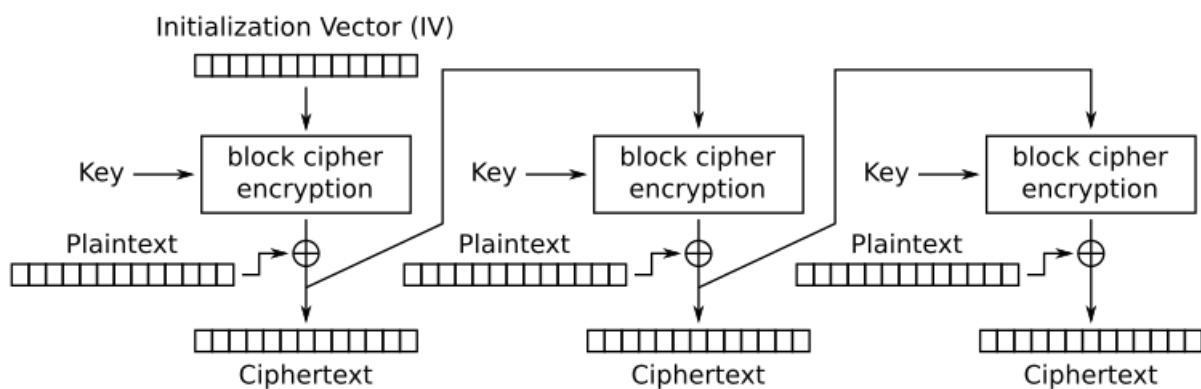 Initialization Vector (IV)
Key
block cipher
encryption
Key
block cipher
encryption
Key
block cipher
encryption
Plaintext
Plaintext
Plaintext
Ciphertext
Ciphertext
Ciphertext